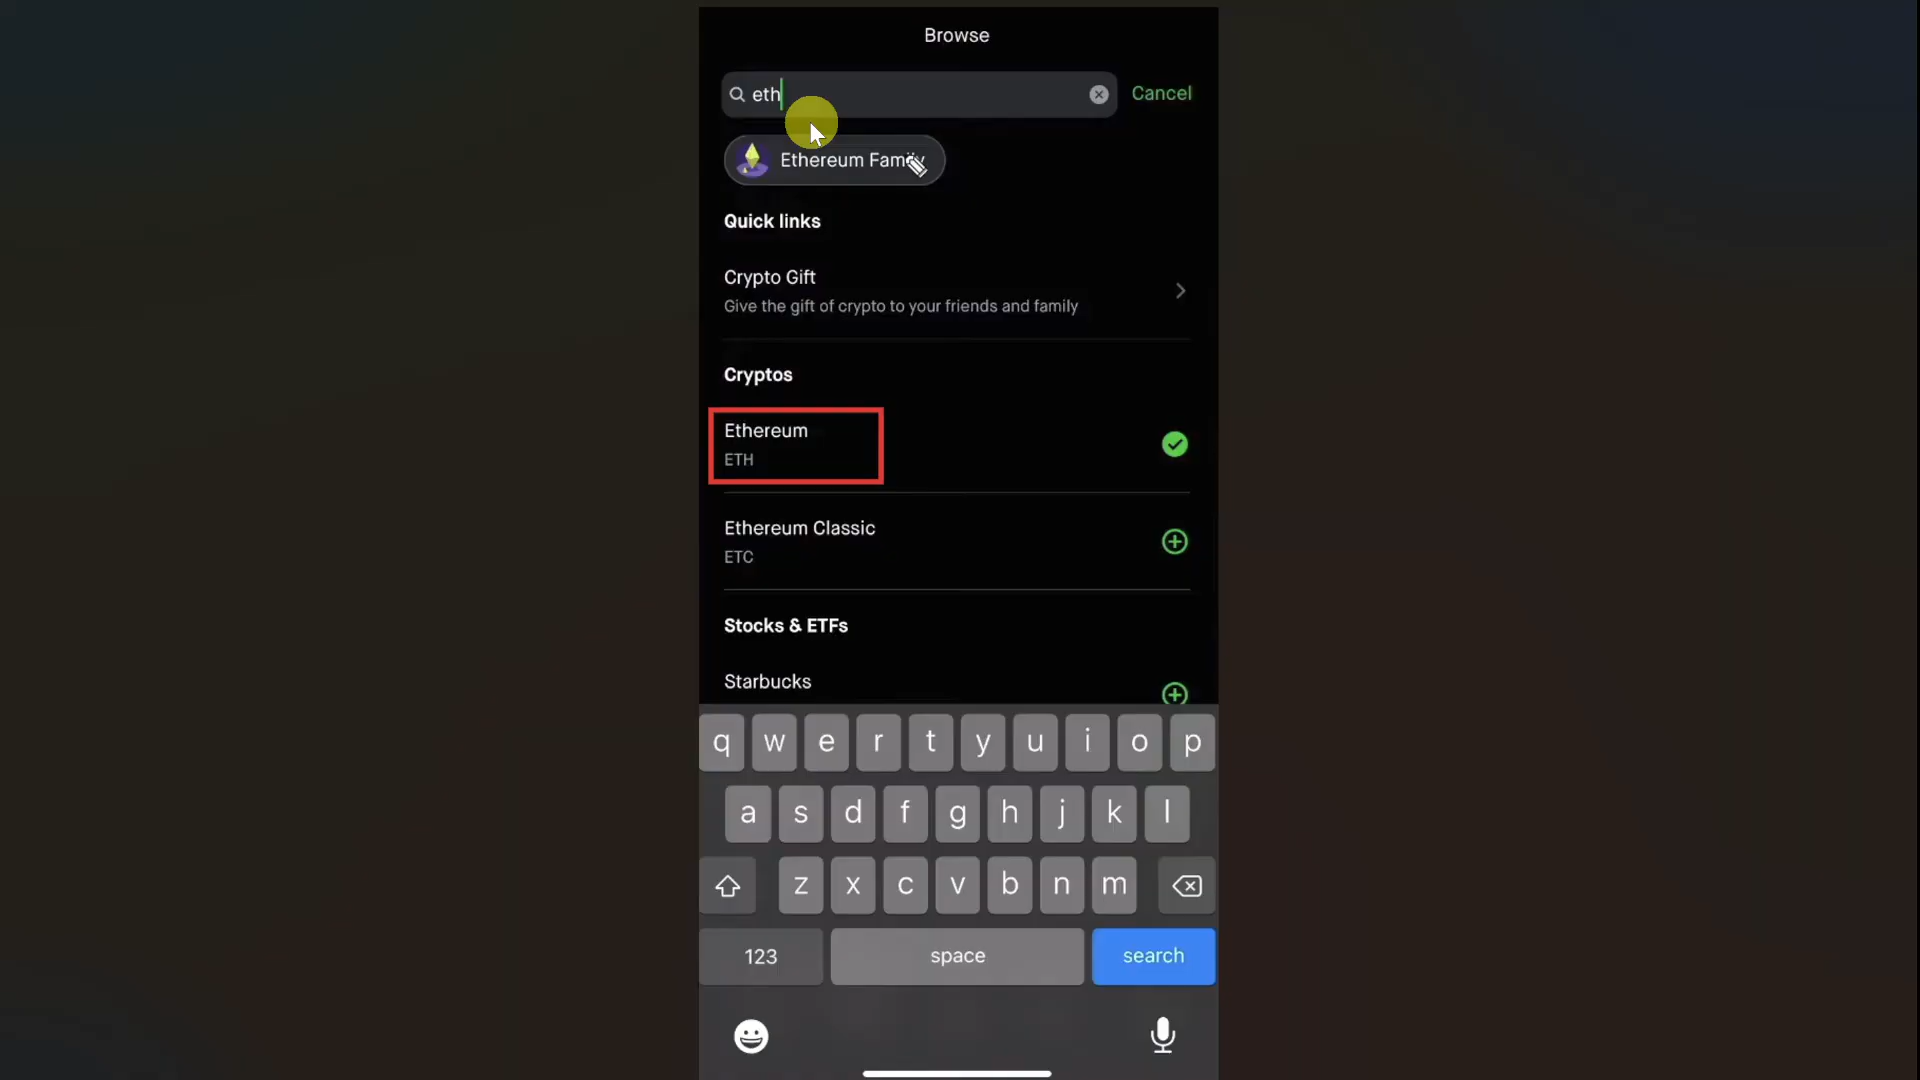 Browse
eth
Cancel
Ethereum Family
Quick links
Crypto Gift
Give the gift of crypto to your friends and family
Cryptos
Ethereum
ETH
Ethereum Classic
ETC
Stocks & ETFs
Starbucks
q w e r t y u i o p
a s d f g h j k l
z x c v b n m
123 space search